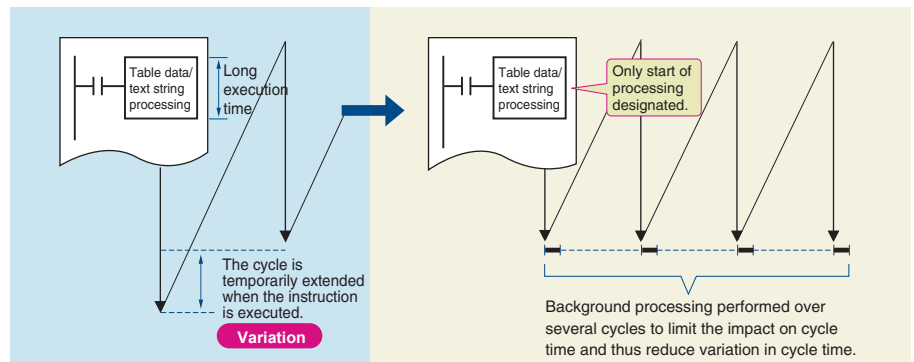 Table data/
text string
processing
Long
execution
time
The cycle is
temporarily extended
when the instruction
is executed.
Variation
Table data/
text string
processing
Only start of
processing
designated.
Background processing performed over
several cycles to limit the impact on cycle
time and thus reduce variation in cycle time.